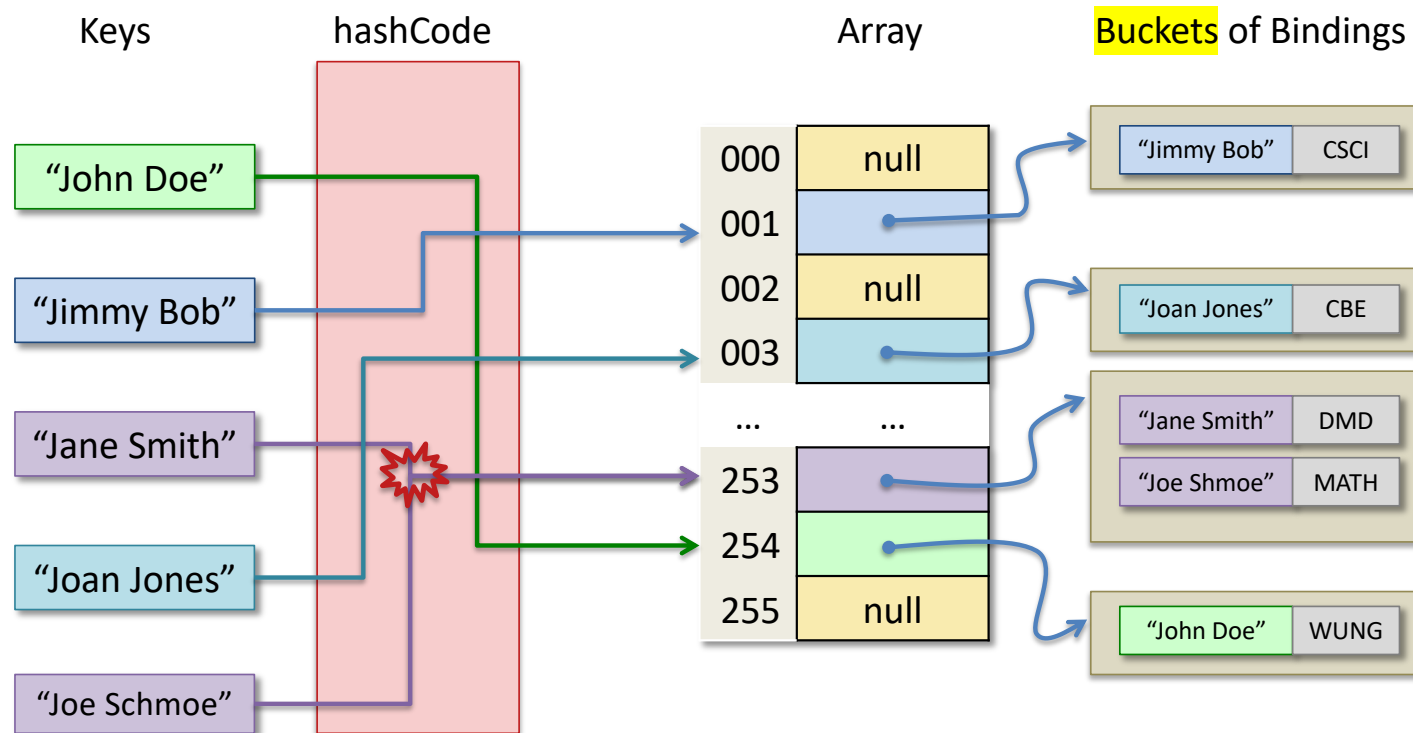 Keys
hashCode
Array
Buckets of Bindings
“John Doe”
“Jimmy Bob”
“Jane Smith”
“Joan Jones”
“Joe Schmoe”
000 null
001
002 null
003
... ...
253
254
255 null
“Jimmy Bob” CSCI
“Joan Jones” CBE
“Jane Smith” DMD
“Joe Shmoe” MATH
“John Doe” WUNG